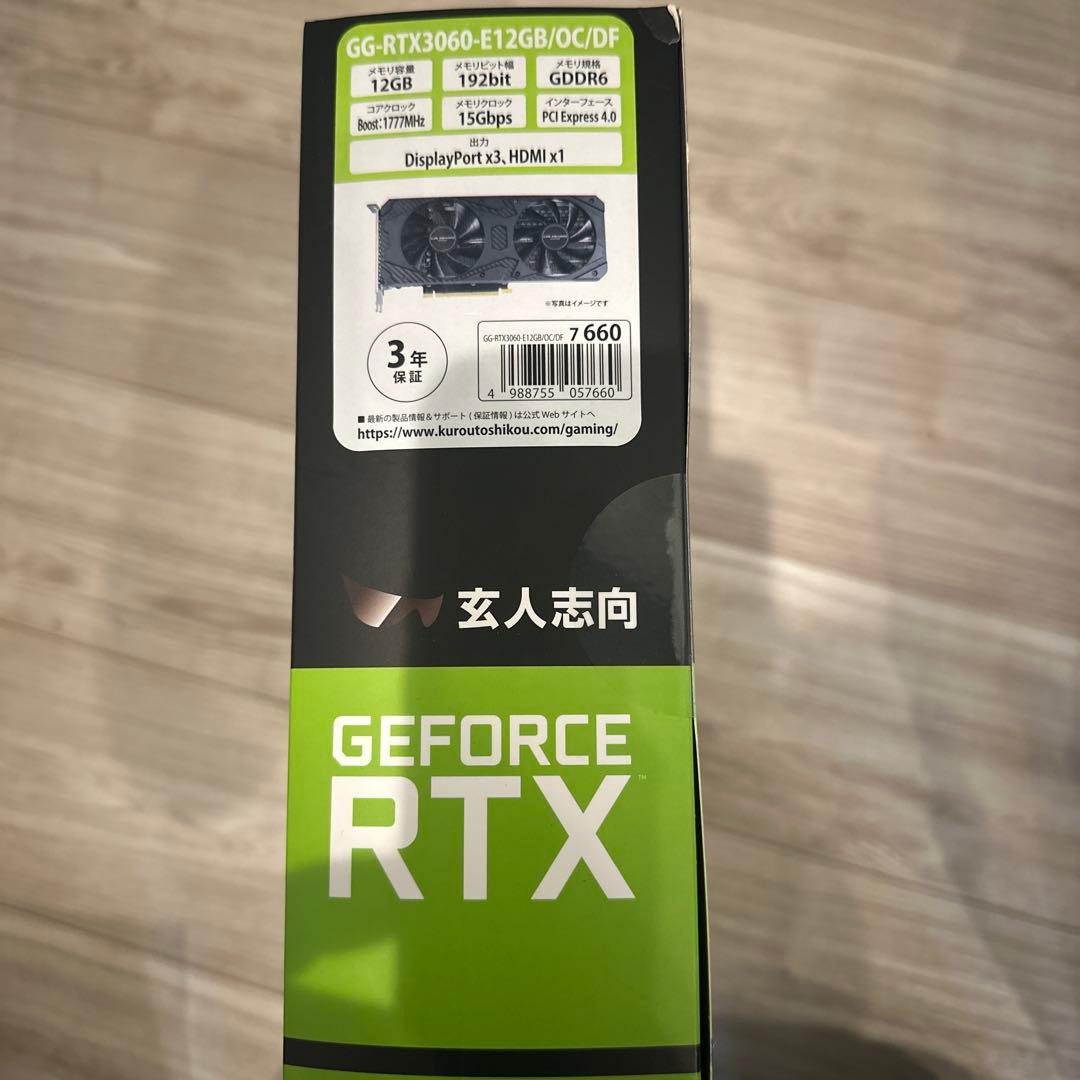 GG-RTX3060-E12GB/OC/DF
メモリ容量 メモリビット幅 メモリ規格
12GB 192bit GDDR6
コアクロック メモリクロック インターフェース
Boost:1777MHz 15Gbps PCI Express 4.0
出力
DisplayPort x3、HDMI x1
※写真はイメージです
3年
保証
GG-RTX3060-E12GB/OC/DF 7 660
4 988755 057660
■ 最新の製品情報&サポート(保証情報)は公式Webサイトへ
https://www.kuroutoshikou.com/gaming/
玄人志向
GEFORCE
RTX™